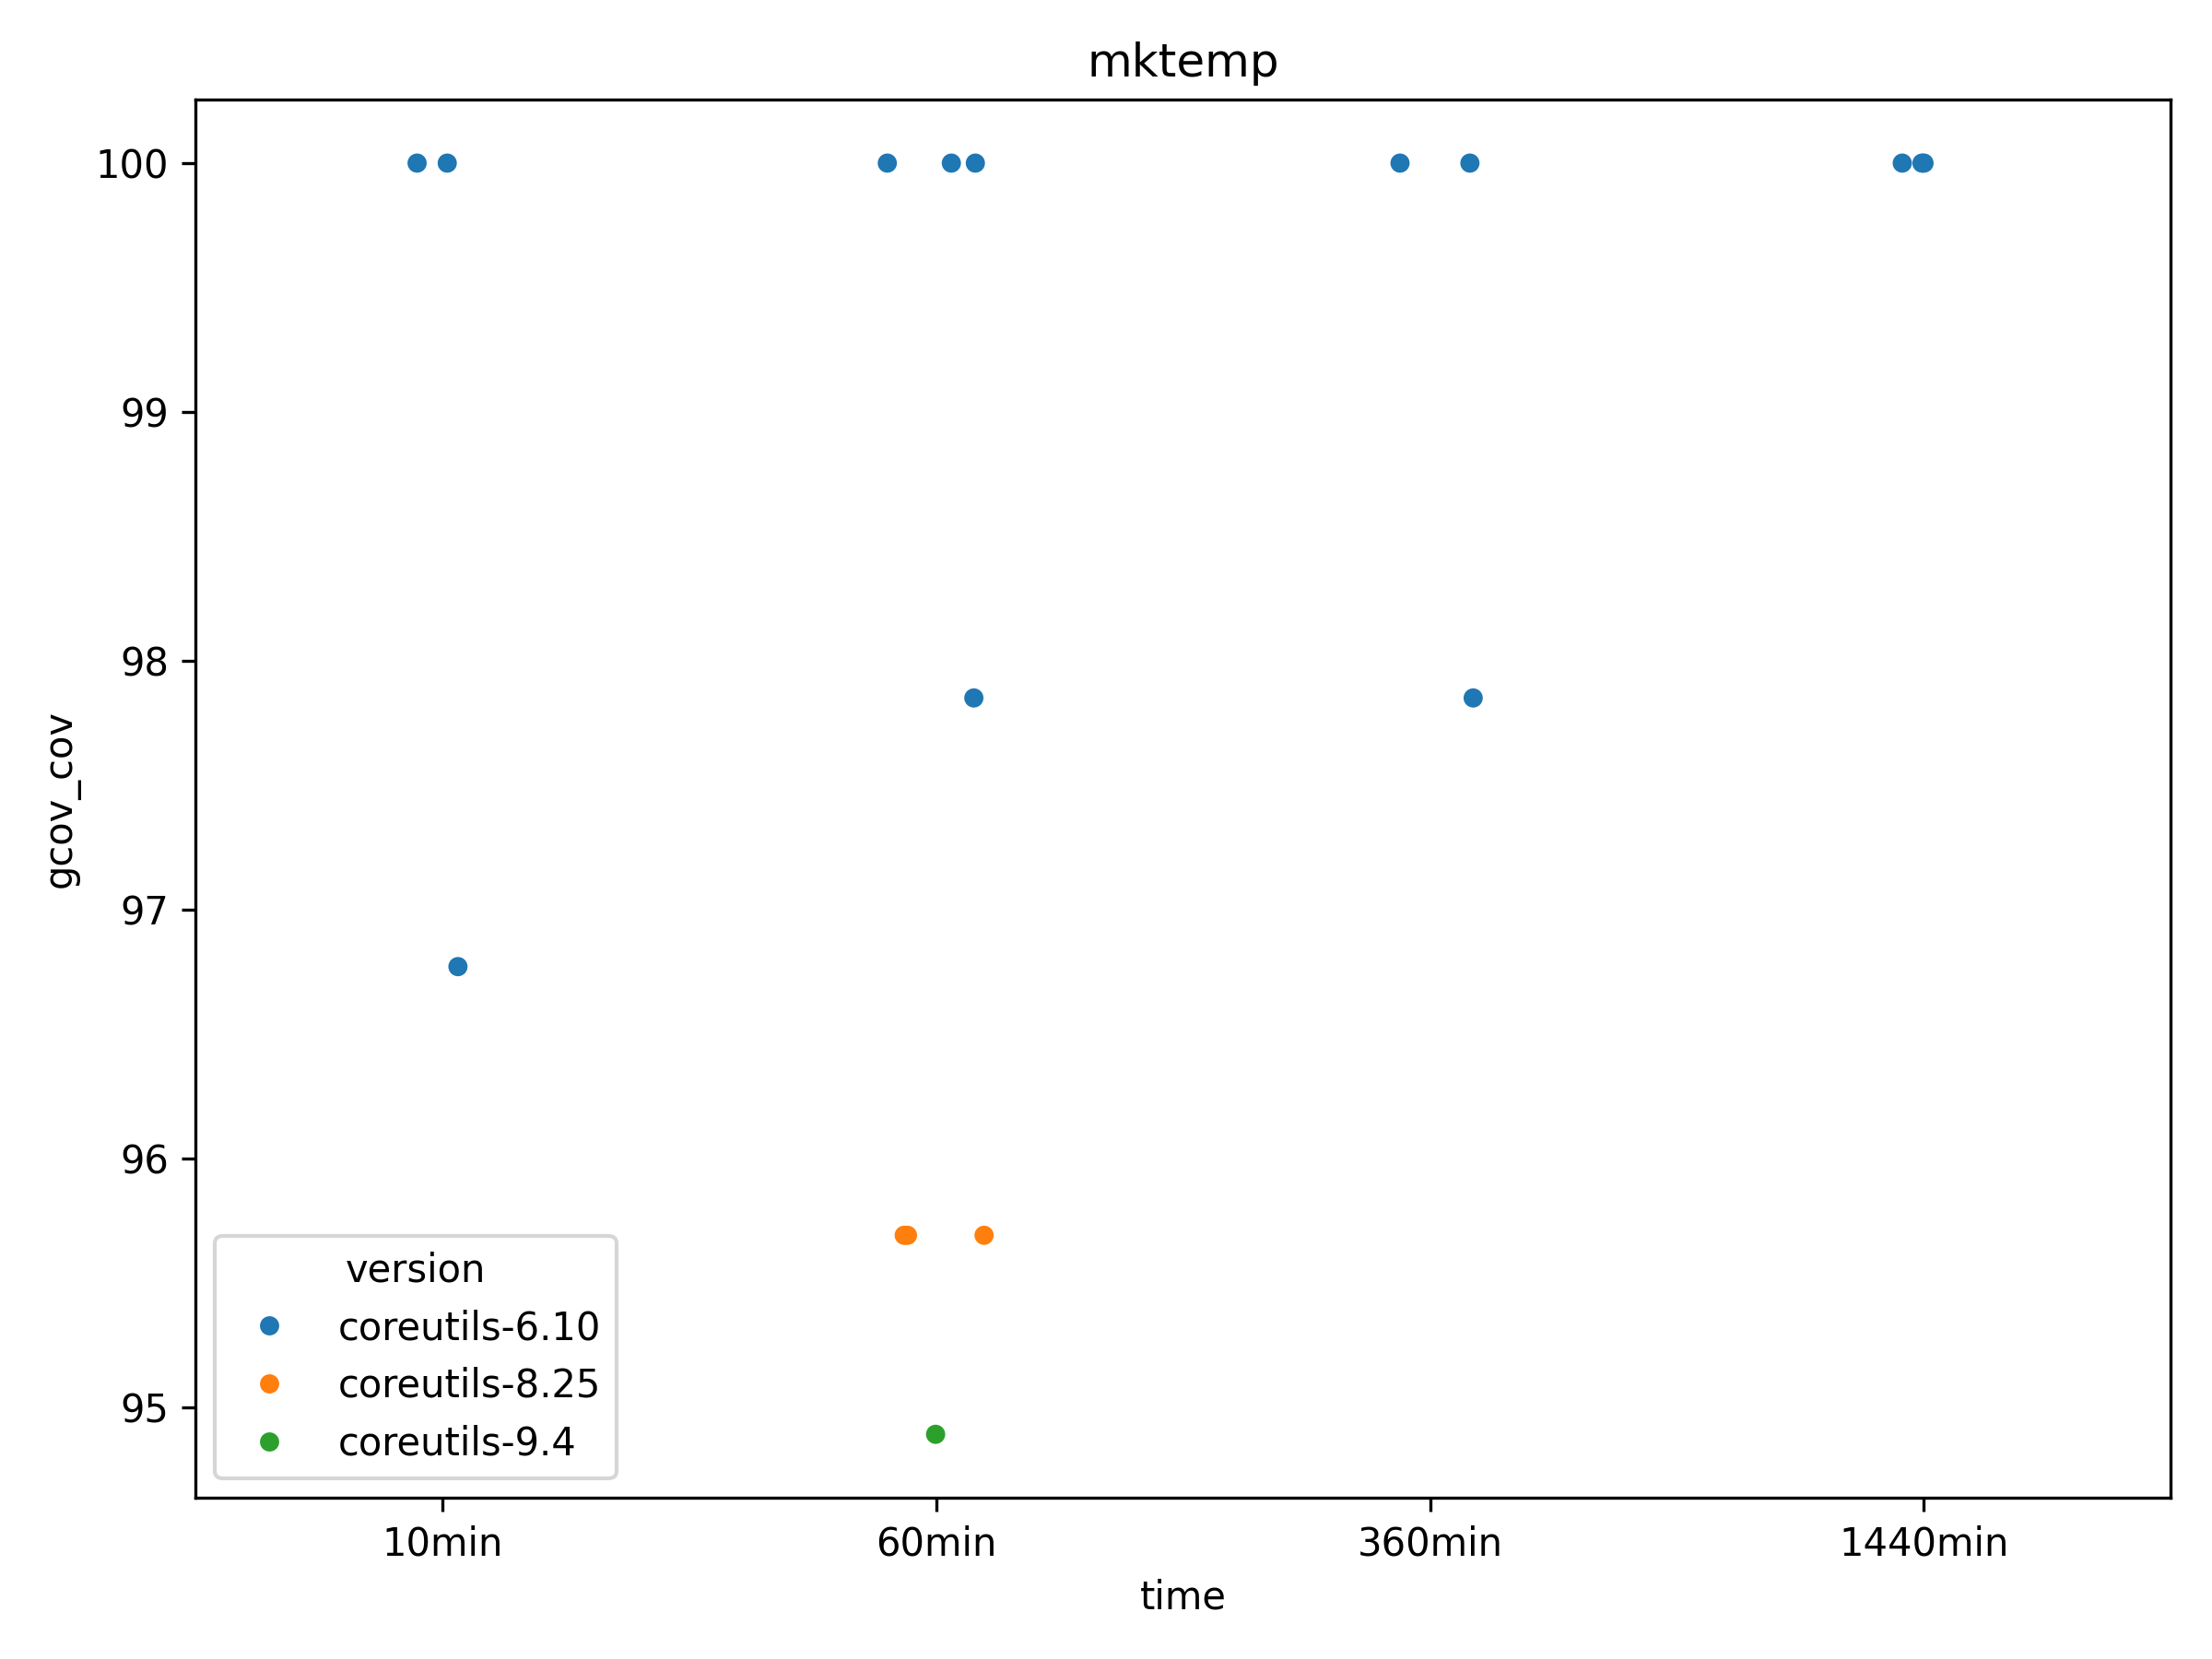 mktemp
100
99
98
97
96
95
gcov_cov
version
coreutils-6.10
coreutils-8.25
coreutils-9.4
10min
60min
360min
1440min
time